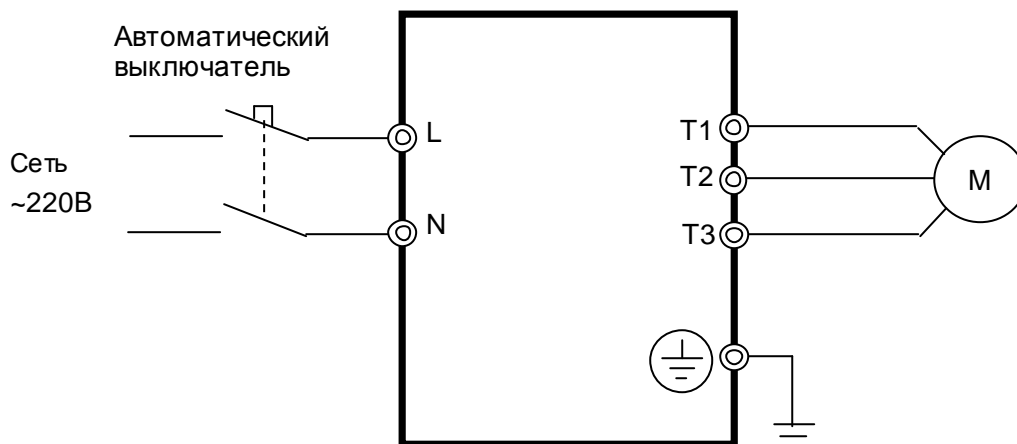 Автоматический
выключатель
L
T1
Сеть
~220В
T2
M
N
T3